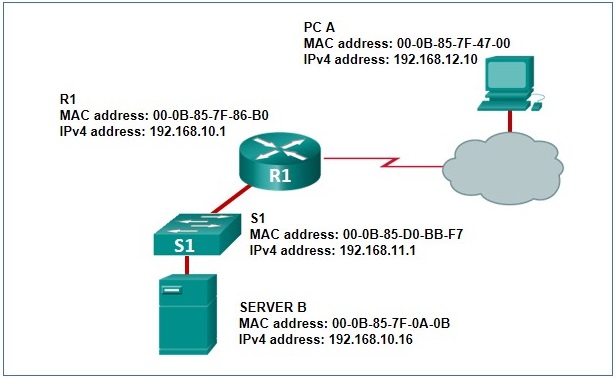 PC A
MAC address: 00-0B-85-7F-47-00
IPv4 address: 192.168.12.10
R1
MAC address: 00-0B-85-7F-86-B0
IPv4 address: 192.168.10.1
R1
S1
MAC address: 00-0B-85-D0-BB-F7
IPv4 address: 192.168.11.1
S1
SERVER B
MAC address: 00-0B-85-7F-0A-0B
IPv4 address: 192.168.10.16